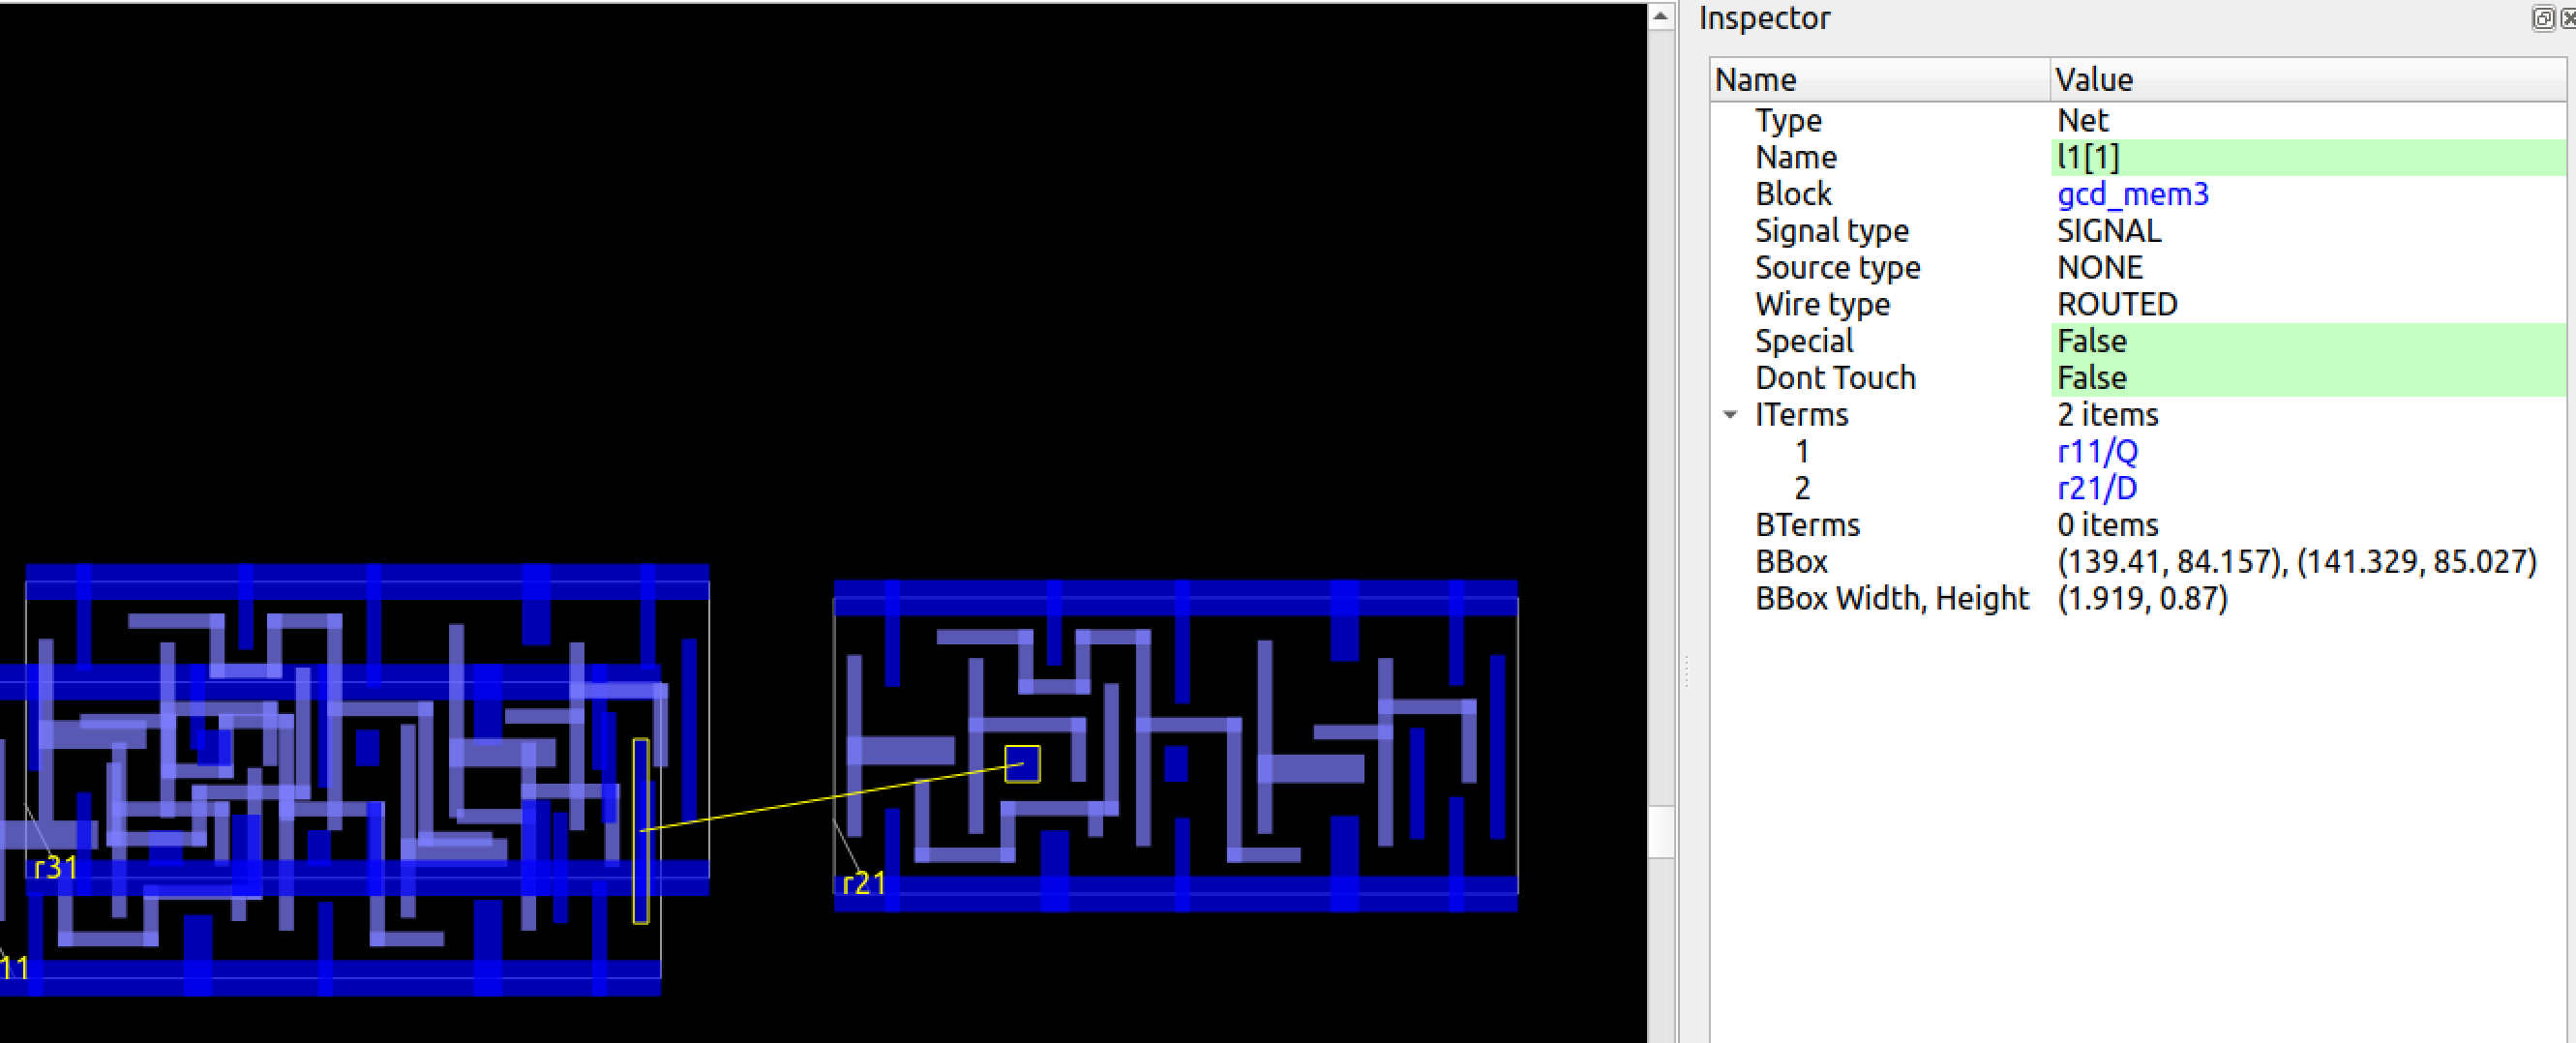 Inspector
Name Value
Type Net
Name l1[1]
Block gcd_mem3
Signal type SIGNAL
Source type NONE
Wire type ROUTED
Special False
Dont Touch False
ITerms 2 items
1 r11/Q
2 r21/D
BTerms 0 items
BBox (139.41, 84.157), (141.329, 85.027)
BBox Width, Height (1.919, 0.87)
r31
r21
11